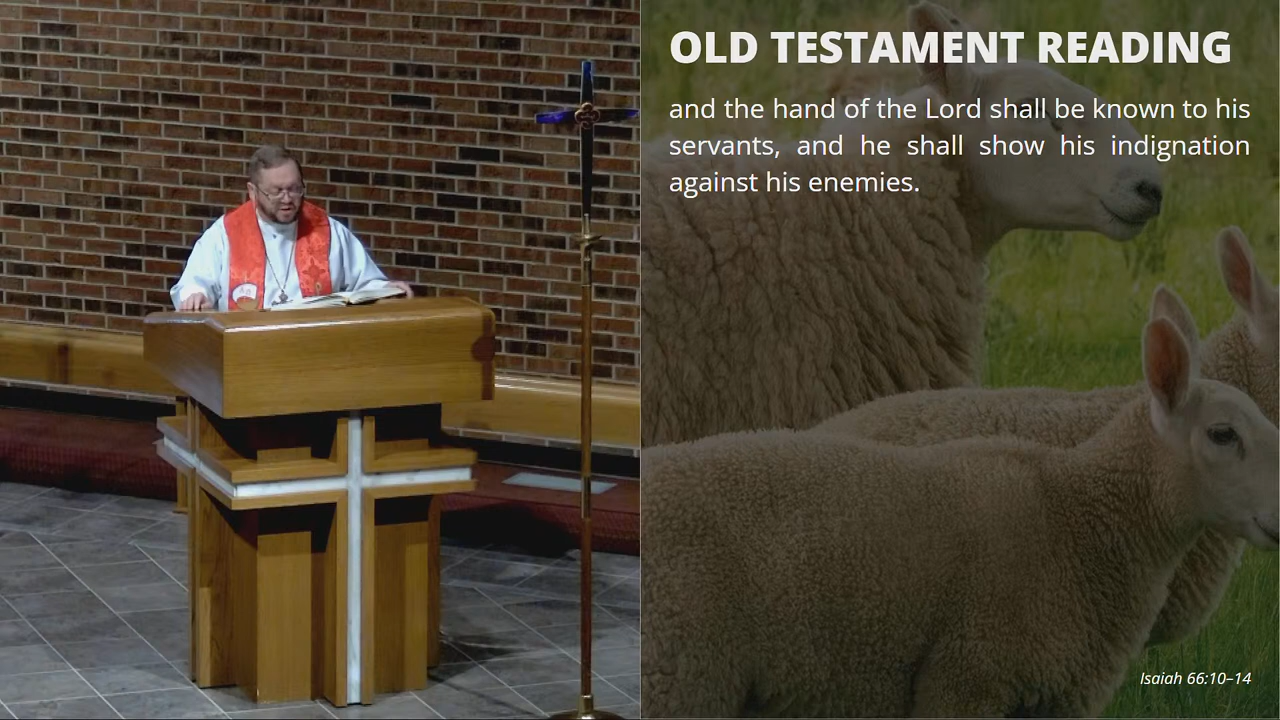 OLD TESTAMENT READING
and the hand of the Lord shall be known to his
servants, and he shall show his indignation
against his enemies.
Isaiah 66:10–14